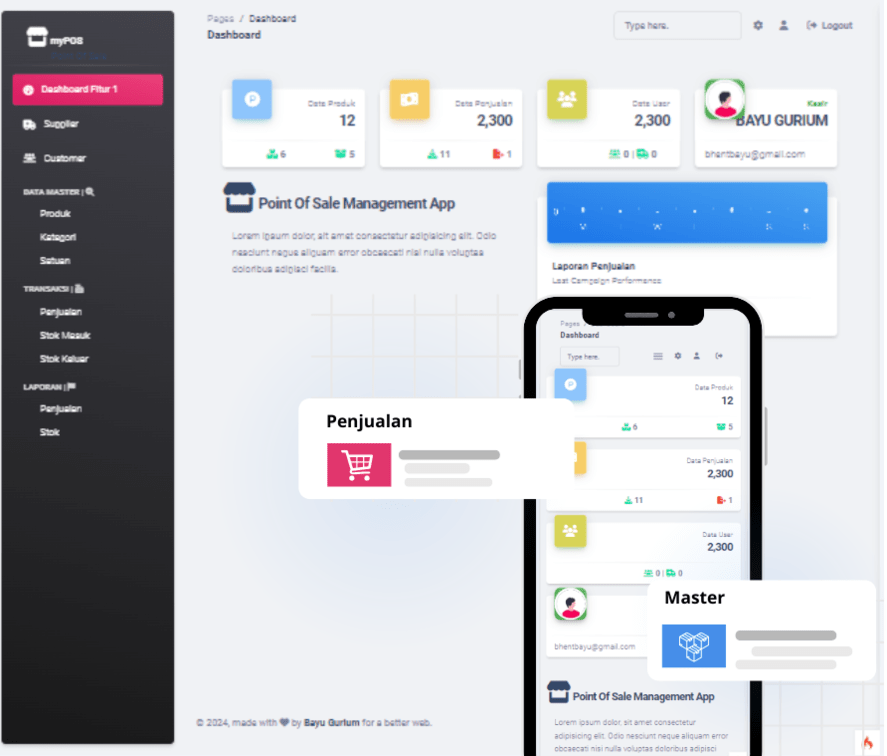 myPOS
Dashboard Fitur 1
Supplier
Customer
DATA MASTER |
Produk
Kategori
Satuan
TRANSAKSI |
Penjualan
Stok Masuk
Stok Keluar
LAPORAN |
Penjualan
Stok
Pages / Dashboard
Dashboard
Type here.
Logout
Data Produk
12
6
5
Data Penjualan
2,300
11
1
Data User
2,300
0 | 0
Kasir
BAYU GURIUM
bhentbayu@gmail.com
Point Of Sale Management App
Lorem ipsum dolor, sit amet consectetur adipisicing elit. Odio
nesciunt neque aliquam error obcaecati nisi nulla voluptas
doloribus adipisci facilis.
Laporan Penjualan
Last Campaign Performance
Penjualan
Pages /
Dashboard
Type here.
Data Produk
12
6
5
Data Penjualan
2,300
11
1
Data User
2,300
0 | 0
bhentbayu@gmail.com
Master
Point Of Sale Management App
Lorem ipsum dolor, sit amet consectetur
adipisicing elit. Odio nesciunt neque aliquam error
obcaecati nisi nulla voluptas doloribus adipisci
© 2024, made with by Bayu Gurium for a better web.